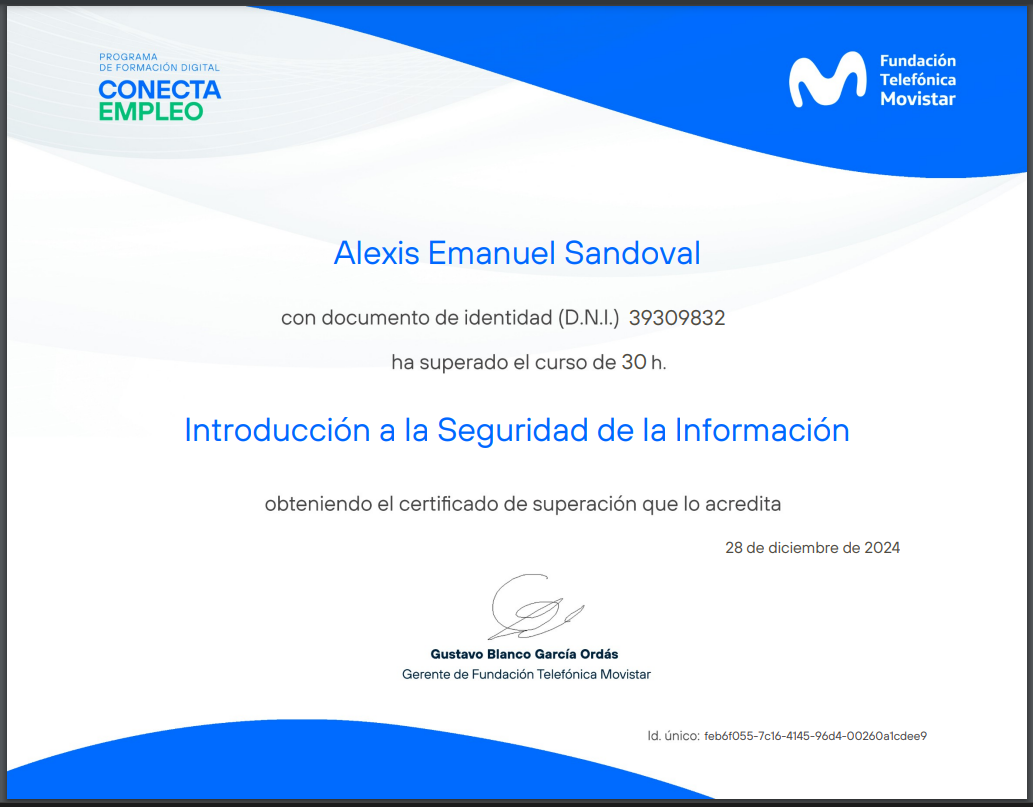 PROGRAMA
DE FORMACIÓN DIGITAL
CONECTA
EMPLEO
Fundación
Telefónica
Movistar
Alexis Emanuel Sandoval
con documento de identidad (D.N.I.) 39309832
ha superado el curso de 30 h.
Introducción a la Seguridad de la Información
obteniendo el certificado de superación que lo acredita
28 de diciembre de 2024
Gustavo Blanco García Ordás
Gerente de Fundación Telefónica Movistar
Id. único: feb6f055-7c16-4145-96d4-00260a1cdee9